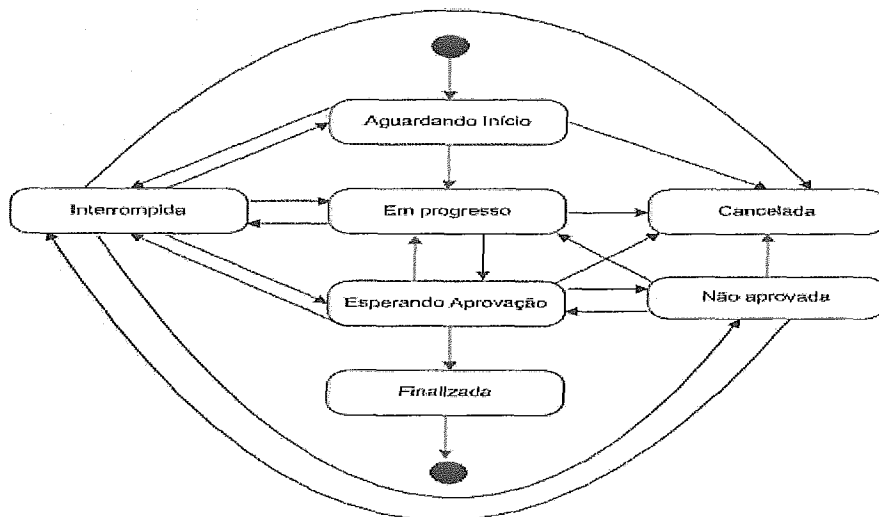 Aguardando Início
Interrompida
Em progresso
Cancelada
Esperando Aprovação
Não aprovada
Finalizada